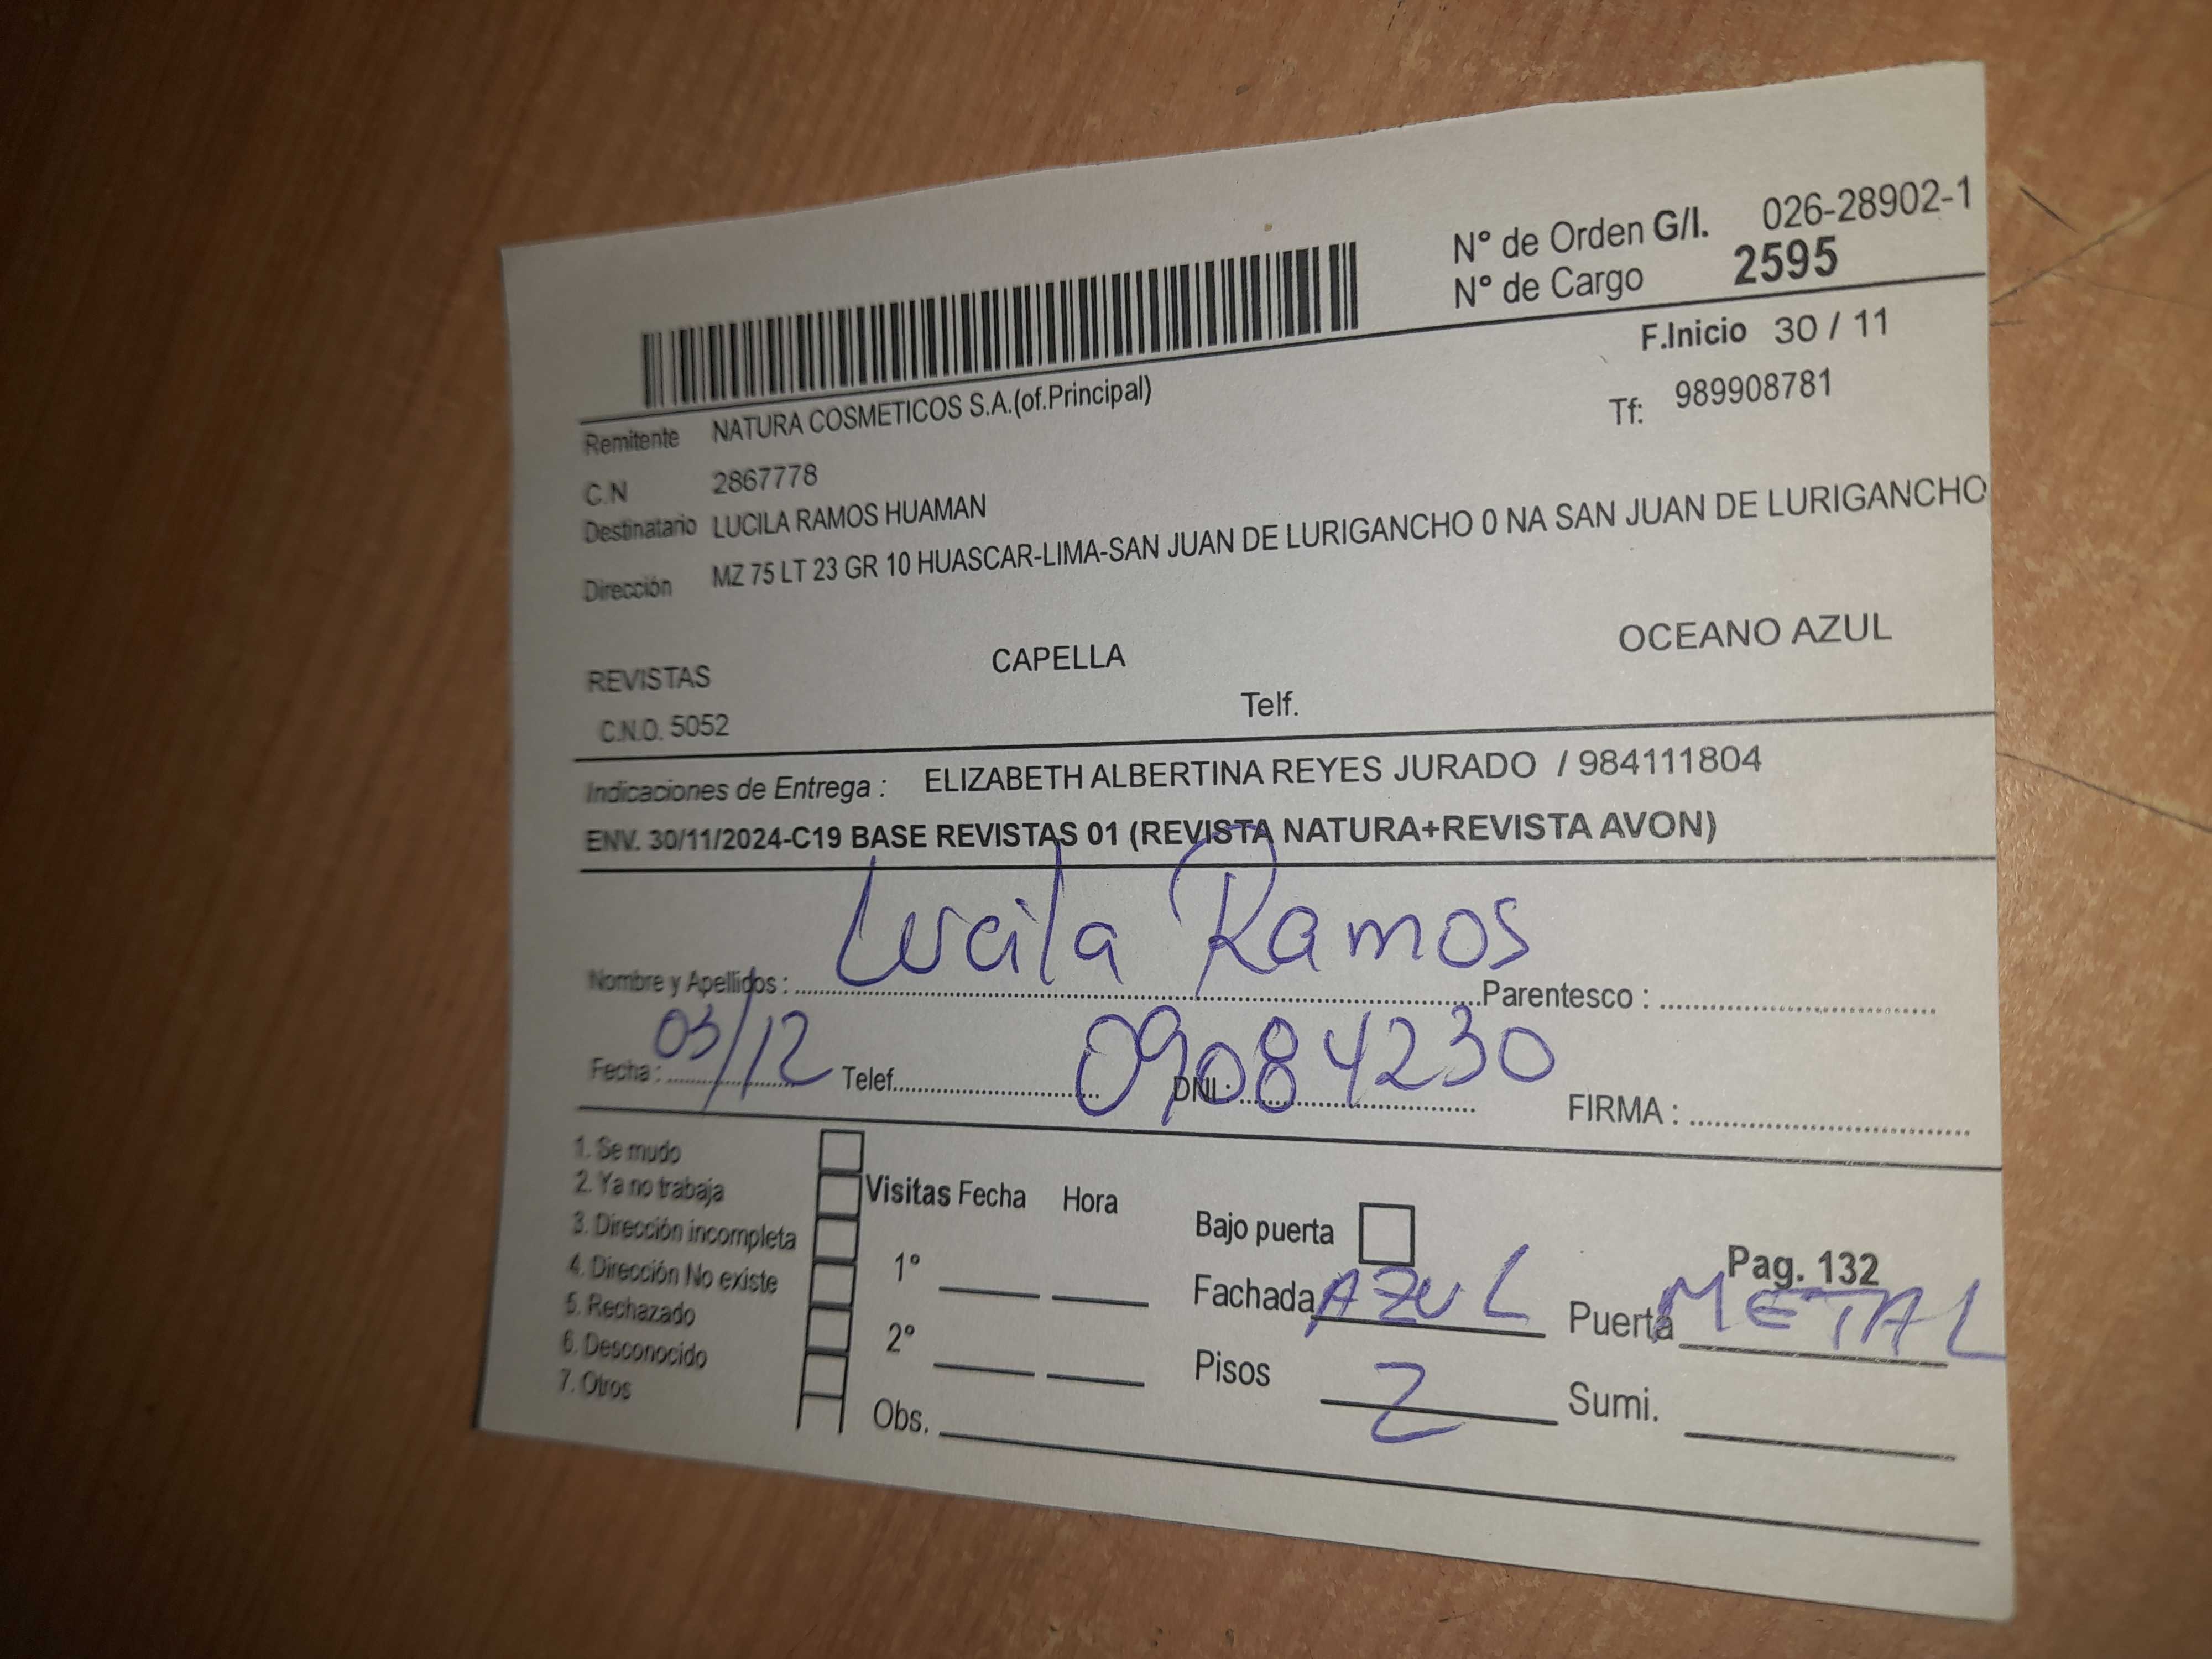 N° de Orden G/I. 026-28902-1
N° de Cargo 2595
F.Inicio 30 / 11
Remitente NATURA COSMETICOS S.A.(of.Principal) Tf: 989908781
C.N 2867778
Destinatario LUCILA RAMOS HUAMAN
Dirección MZ 75 LT 23 GR 10 HUASCAR-LIMA-SAN JUAN DE LURIGANCHO 0 NA SAN JUAN DE LURIGANCHO
REVISTAS CAPELLA OCEANO AZUL
C.N.O. 5052 Telf.
Indicaciones de Entrega : ELIZABETH ALBERTINA REYES JURADO / 984111804
ENV. 30/11/2024-C19 BASE REVISTAS 01 (REVISTA NATURA+REVISTA AVON)
Nombre y Apellidos : Lucila Ramos Parentesco :
Fecha : 03/12 Telef. DNI : 09084230 FIRMA :
1. Se mudo
2. Ya no trabaja
3. Dirección incompleta
4. Dirección No existe
5. Rechazado
6. Desconocido
7. Otros
Visitas Fecha Hora
1°
2°
Obs.
Bajo puerta
Pag. 132
Fachada AZUL Puerta METAL
Pisos 2 Sumi.